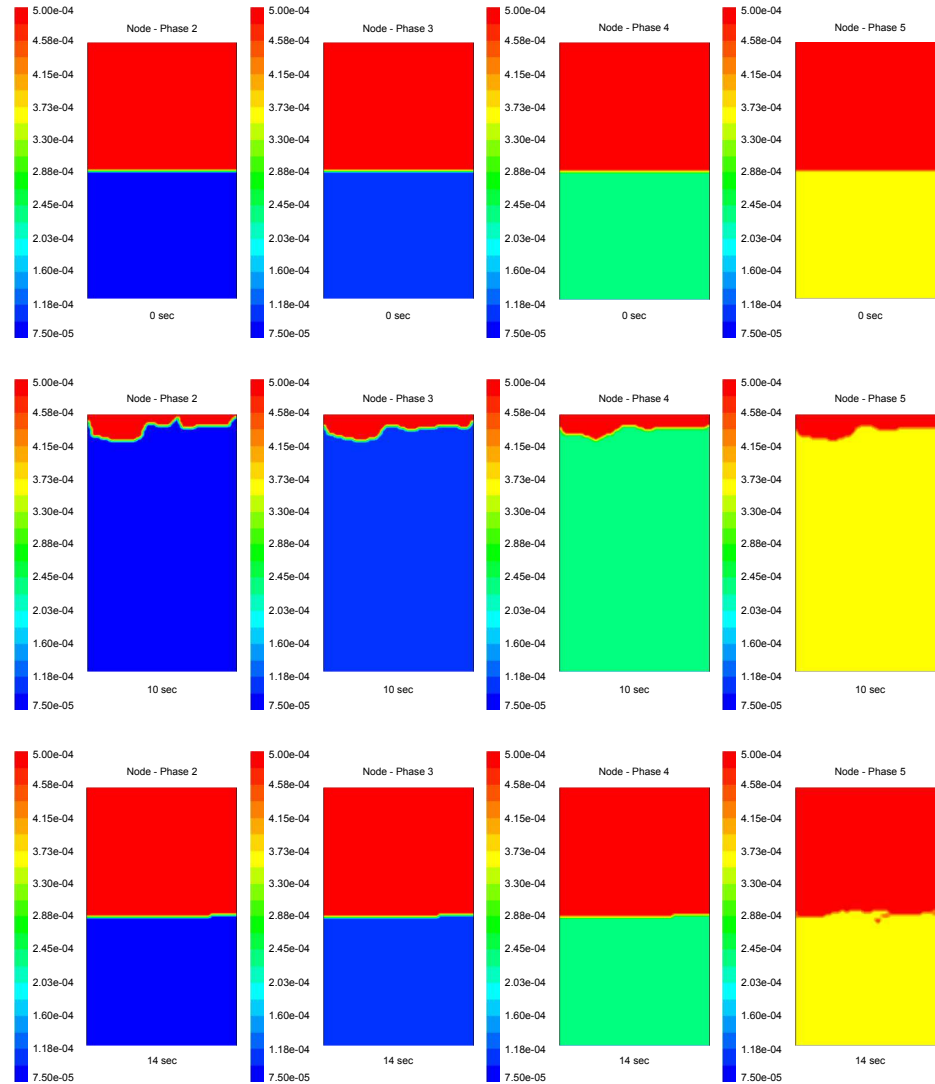 5.00e-04
4.58e-04
4.15e-04
3.73e-04
3.30e-04
2.88e-04
2.45e-04
2.03e-04
1.60e-04
1.18e-04
7.50e-05
Node - Phase 2
0 sec
5.00e-04
4.58e-04
4.15e-04
3.73e-04
3.30e-04
2.88e-04
2.45e-04
2.03e-04
1.60e-04
1.18e-04
7.50e-05
Node - Phase 3
0 sec
5.00e-04
4.58e-04
4.15e-04
3.73e-04
3.30e-04
2.88e-04
2.45e-04
2.03e-04
1.60e-04
1.18e-04
7.50e-05
Node - Phase 4
0 sec
5.00e-04
4.58e-04
4.15e-04
3.73e-04
3.30e-04
2.88e-04
2.45e-04
2.03e-04
1.60e-04
1.18e-04
7.50e-05
Node - Phase 5
0 sec
5.00e-04
4.58e-04
4.15e-04
3.73e-04
3.30e-04
2.88e-04
2.45e-04
2.03e-04
1.60e-04
1.18e-04
7.50e-05
Node - Phase 2
10 sec
5.00e-04
4.58e-04
4.15e-04
3.73e-04
3.30e-04
2.88e-04
2.45e-04
2.03e-04
1.60e-04
1.18e-04
7.50e-05
Node - Phase 3
10 sec
5.00e-04
4.58e-04
4.15e-04
3.73e-04
3.30e-04
2.88e-04
2.45e-04
2.03e-04
1.60e-04
1.18e-04
7.50e-05
Node - Phase 4
10 sec
5.00e-04
4.58e-04
4.15e-04
3.73e-04
3.30e-04
2.88e-04
2.45e-04
2.03e-04
1.60e-04
1.18e-04
7.50e-05
Node - Phase 5
10 sec
5.00e-04
4.58e-04
4.15e-04
3.73e-04
3.30e-04
2.88e-04
2.45e-04
2.03e-04
1.60e-04
1.18e-04
7.50e-05
Node - Phase 2
14 sec
5.00e-04
4.58e-04
4.15e-04
3.73e-04
3.30e-04
2.88e-04
2.45e-04
2.03e-04
1.60e-04
1.18e-04
7.50e-05
Node - Phase 3
14 sec
5.00e-04
4.58e-04
4.15e-04
3.73e-04
3.30e-04
2.88e-04
2.45e-04
2.03e-04
1.60e-04
1.18e-04
7.50e-05
Node - Phase 4
14 sec
5.00e-04
4.58e-04
4.15e-04
3.73e-04
3.30e-04
2.88e-04
2.45e-04
2.03e-04
1.60e-04
1.18e-04
7.50e-05
Node - Phase 5
14 sec